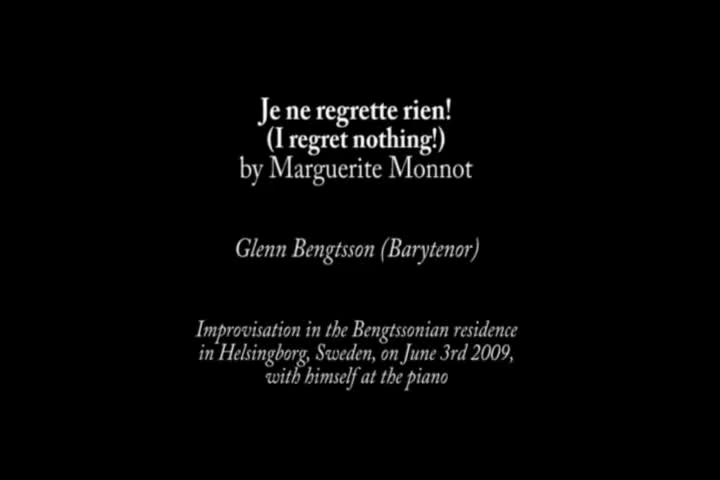 Je ne regrette rien!
(I regret nothing!)
by Marguerite Monnot
Glenn Bengtsson (Barytenor)
Improvisation in the Bengtssonian residence
in Helsingborg, Sweden, on June 3rd 2009,
with himself at the piano